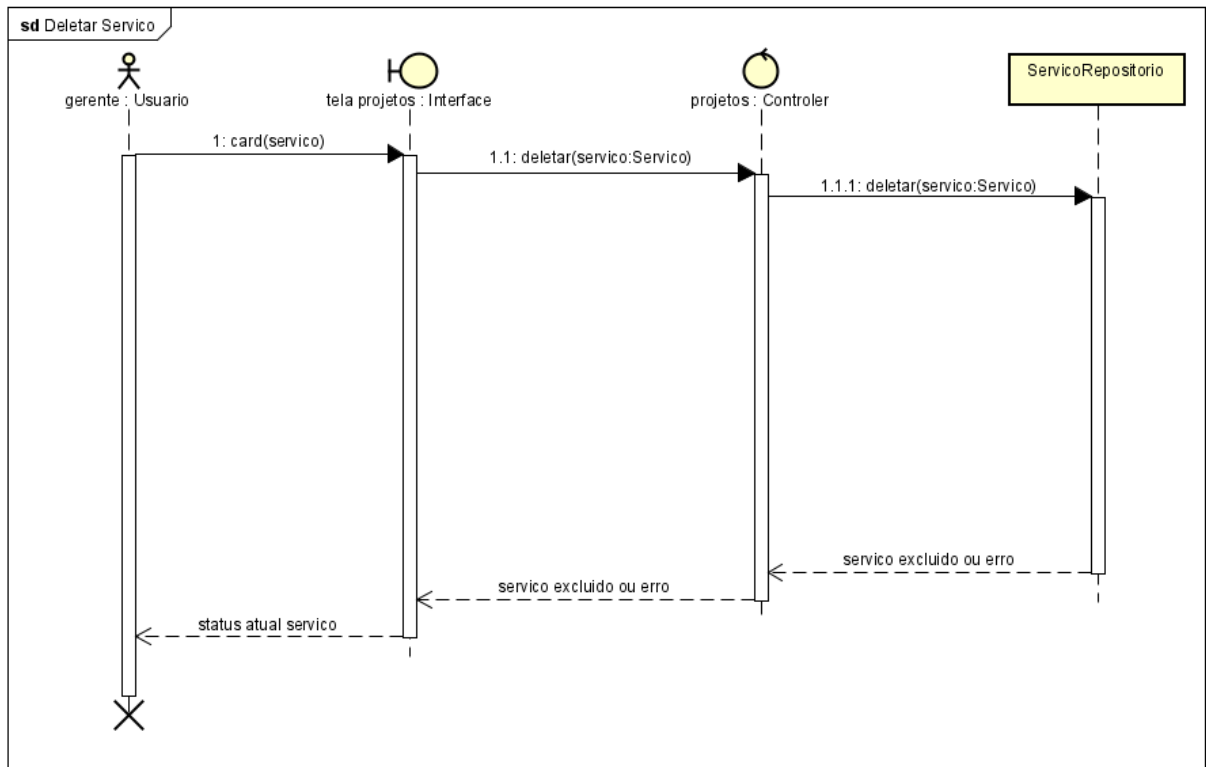 sd Deletar Servico
gerente : Usuario
tela projetos : Interface
projetos : Controler
ServicoRepositorio
1: card(servico)
1.1: deletar(servico:Servico)
1.1.1: deletar(servico:Servico)
servico excluido ou erro
servico excluido ou erro
status atual servico